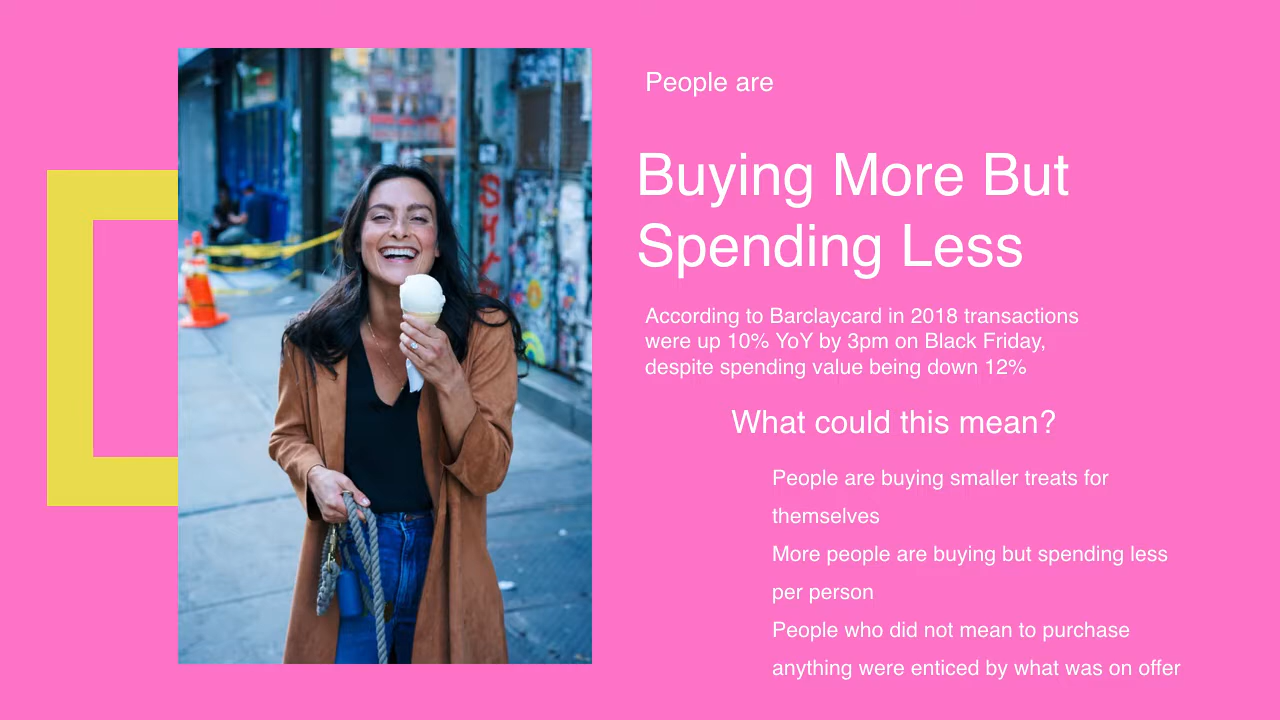 People are
Buying More But
Spending Less
According to Barclaycard in 2018 transactions
were up 10% YoY by 3pm on Black Friday,
despite spending value being down 12%
What could this mean?
People are buying smaller treats for
themselves
More people are buying but spending less
per person
People who did not mean to purchase
anything were enticed by what was on offer